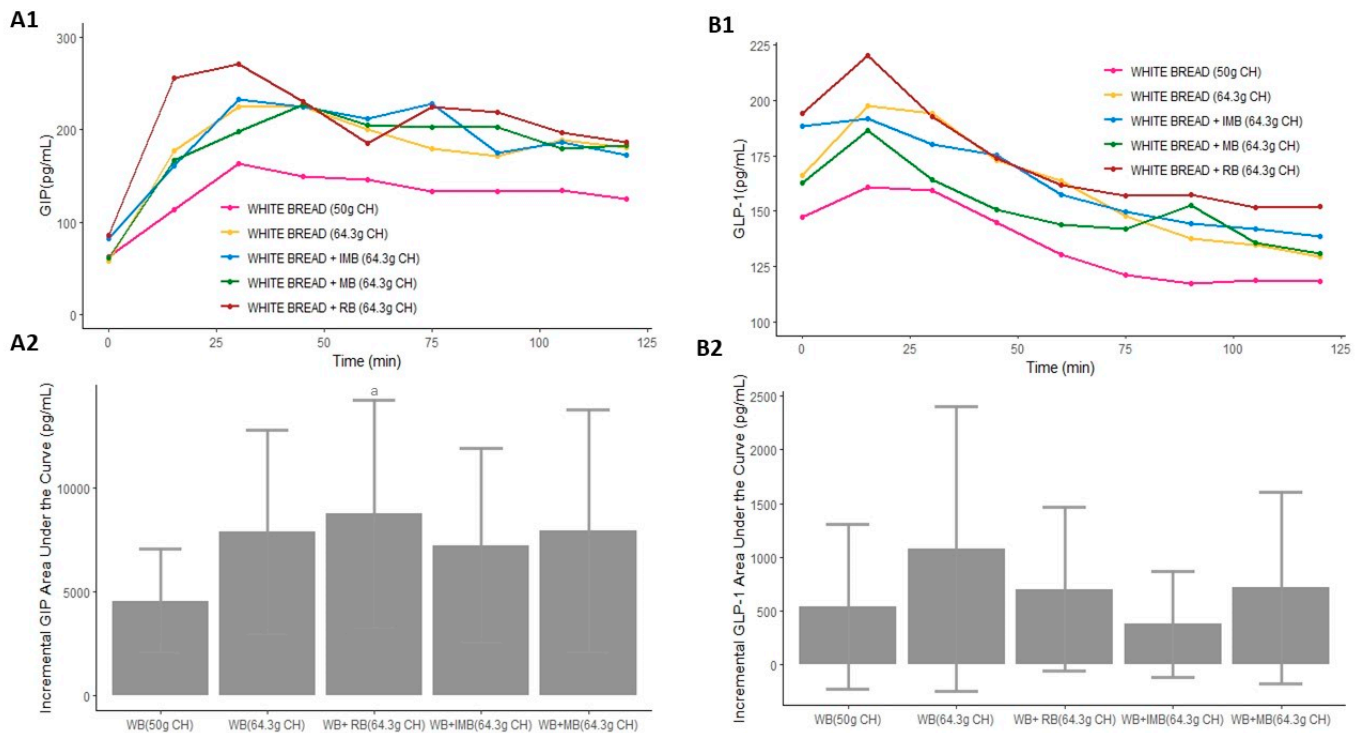 A1
GIP(pg/mL)
300
200
100
0
WHITE BREAD (50g CH)
WHITE BREAD (64.3g CH)
WHITE BREAD + IMB (64.3g CH)
WHITE BREAD + MB (64.3g CH)
WHITE BREAD + RB (64.3g CH)
0 25 50 75 100 125
Time (min)
B1
GLP-1(pg/mL)
225
200
175
150
125
100
WHITE BREAD (50g CH)
WHITE BREAD (64.3g CH)
WHITE BREAD + IMB (64.3g CH)
WHITE BREAD + MB (64.3g CH)
WHITE BREAD + RB (64.3g CH)
0 25 50 75 100 125
Time (min)
A2
Incremental GIP Area Under the Curve (pg/mL)
a
10000
5000
0
WB(50g CH) WB(64.3g CH) WB+ RB(64.3g CH) WB+IMB(64.3g CH) WB+MB(64.3g CH)
B2
Incremental GLP-1 Area Under the Curve (pg/mL)
2500
2000
1500
1000
500
0
WB(50g CH) WB(64.3g CH) WB+ RB(64.3g CH) WB+IMB(64.3g CH) WB+MB(64.3g CH)